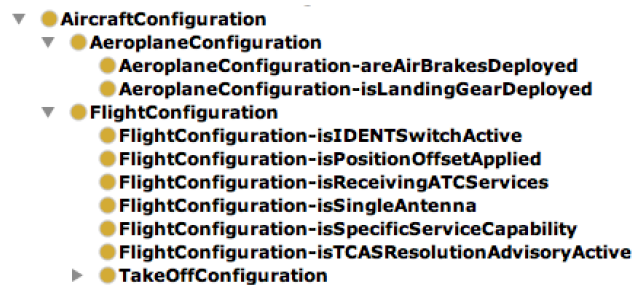 AircraftConfiguration
AeroplaneConfiguration
AeroplaneConfiguration-areAirBrakesDeployed
AeroplaneConfiguration-isLandingGearDeployed
FlightConfiguration
FlightConfiguration-isIDENTSwitchActive
FlightConfiguration-isPositionOffsetApplied
FlightConfiguration-isReceivingATCServices
FlightConfiguration-isSingleAntenna
FlightConfiguration-isSpecificServiceCapability
FlightConfiguration-isTCASResolutionAdvisoryActive
TakeOffConfiguration